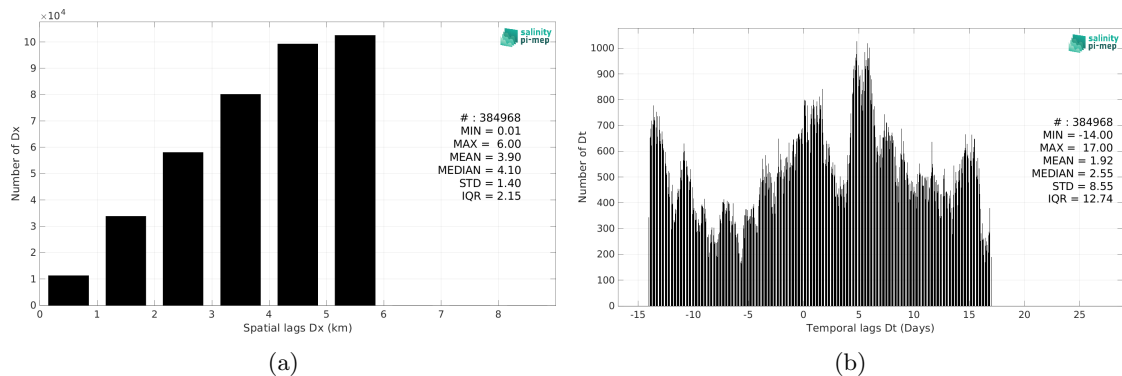 ×10⁴
10
9
8
7
6
5
4
3
2
1
0
Number of Dx
0 1 2 3 4 5 6 7 8
Spatial lags Dx (km)
salinity
pi-mep
# : 384968
MIN = 0.01
MAX = 6.00
MEAN = 3.90
MEDIAN = 4.10
STD = 1.40
IQR = 2.15
(a)
1000
900
800
700
600
500
400
300
200
100
0
Number of Dt
-15 -10 -5 0 5 10 15 20 25
Temporal lags Dt (Days)
salinity
pi-mep
# : 384968
MIN = -14.00
MAX = 17.00
MEAN = 1.92
MEDIAN = 2.55
STD = 8.55
IQR = 12.74
(b)